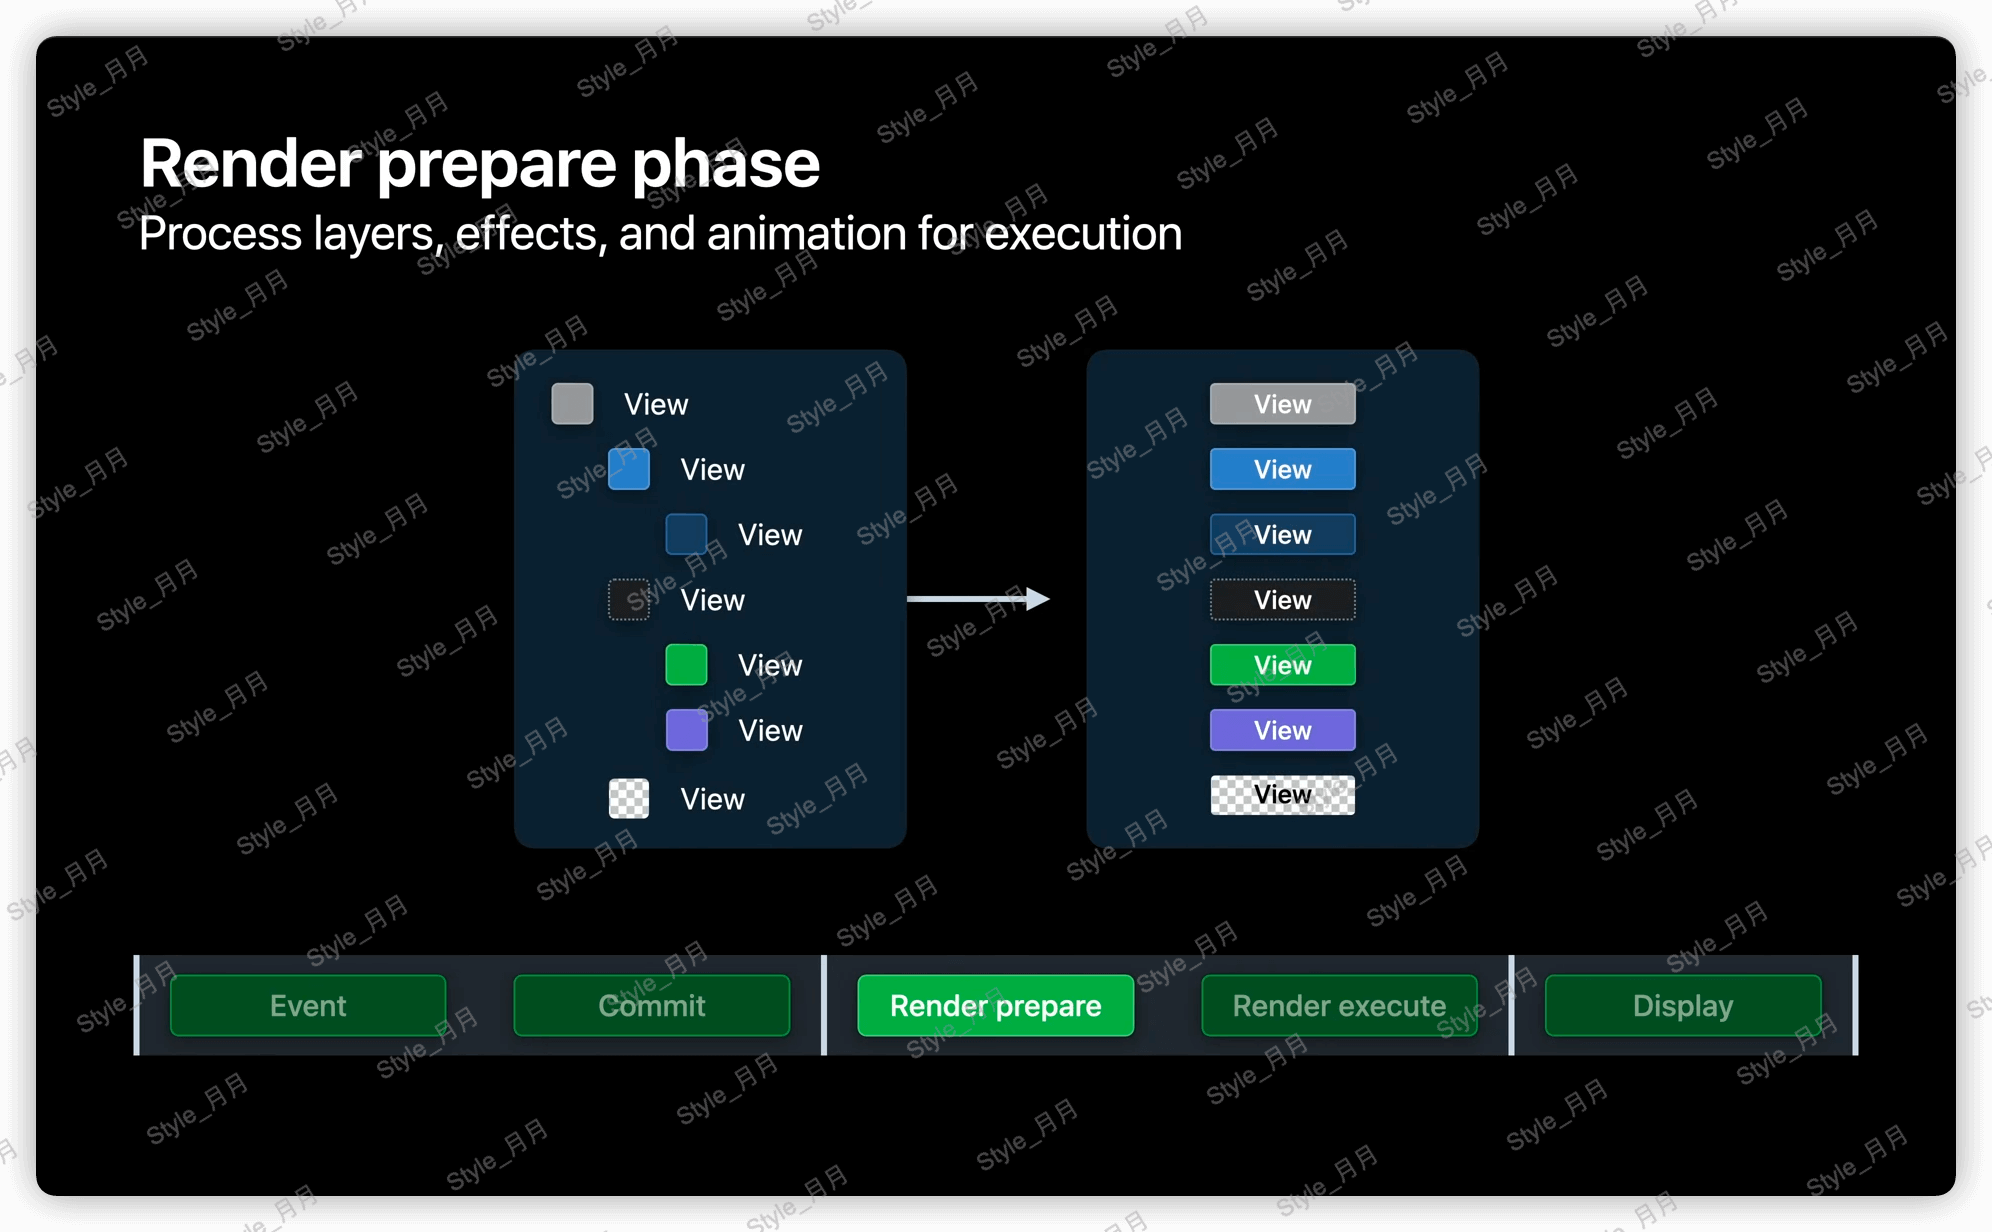 Render prepare phase
Process layers, effects, and animation for execution
View
View
View
View
View
View
View
View
View
View
View
View
View
View
Event
Commit
Render prepare
Render execute
Display
Style_月月